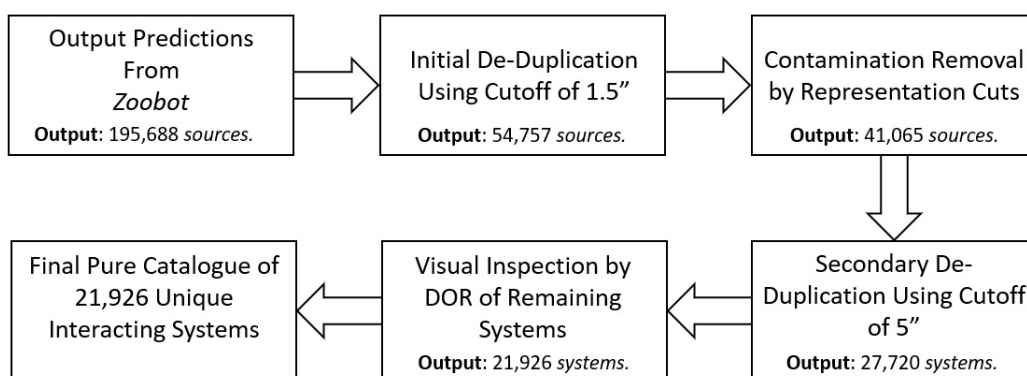 Output Predictions
From
Zoobot
Output: 195,688 sources.
Initial De-Duplication
Using Cutoff of 1.5”
Output: 54,757 sources.
Contamination Removal
by Representation Cuts
Output: 41,065 sources.
Secondary De-
Duplication Using Cutoff
of 5”
Output: 27,720 systems.
Visual Inspection by
DOR of Remaining
Systems
Output: 21,926 systems.
Final Pure Catalogue of
21,926 Unique
Interacting Systems